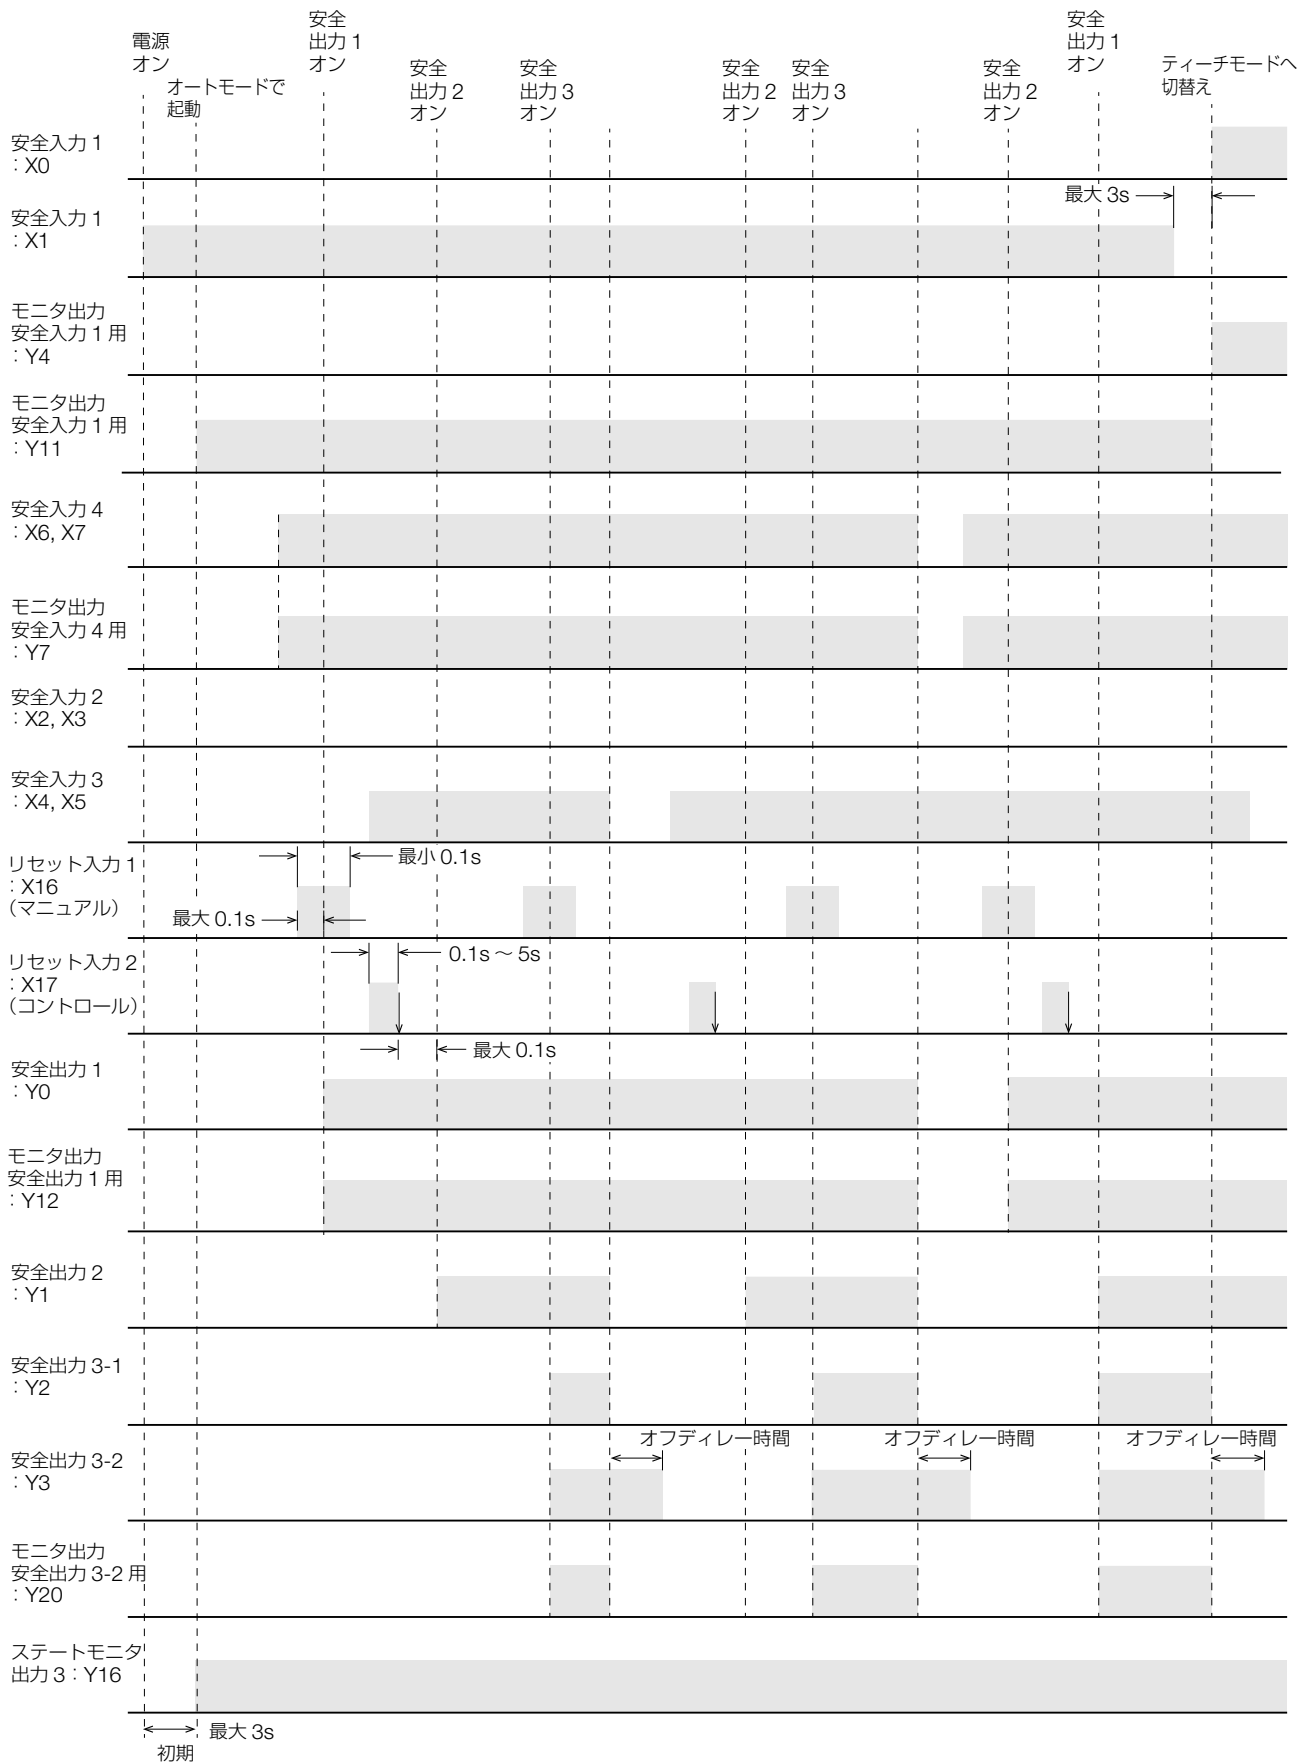 電源
オン
オートモードで
起動
安全
出力 1
オン
安全
出力 2
オン
安全
出力 3
オン
安全
出力 2
オン
安全
出力 3
オン
安全
出力 2
オン
安全
出力 1
オン
ティーチモードへ
切替え
安全入力 1
: X0
最大 3s
安全入力 1
: X1
モニタ出力
安全入力 1 用
: Y4
モニタ出力
安全入力 1 用
: Y11
安全入力 4
: X6, X7
モニタ出力
安全入力 4 用
: Y7
安全入力 2
: X2, X3
安全入力 3
: X4, X5
リセット入力 1
: X16
(マニュアル)
最小 0.1s
最大 0.1s
リセット入力 2
: X17
(コントロール)
0.1s ～ 5s
最大 0.1s
安全出力 1
: Y0
モニタ出力
安全出力 1 用
: Y12
安全出力 2
: Y1
安全出力 3-1
: Y2
安全出力 3-2
: Y3
オフディレー時間
オフディレー時間
オフディレー時間
モニタ出力
安全出力 3-2 用
: Y20
ステートモニタ
出力 3 : Y16
最大 3s
初期